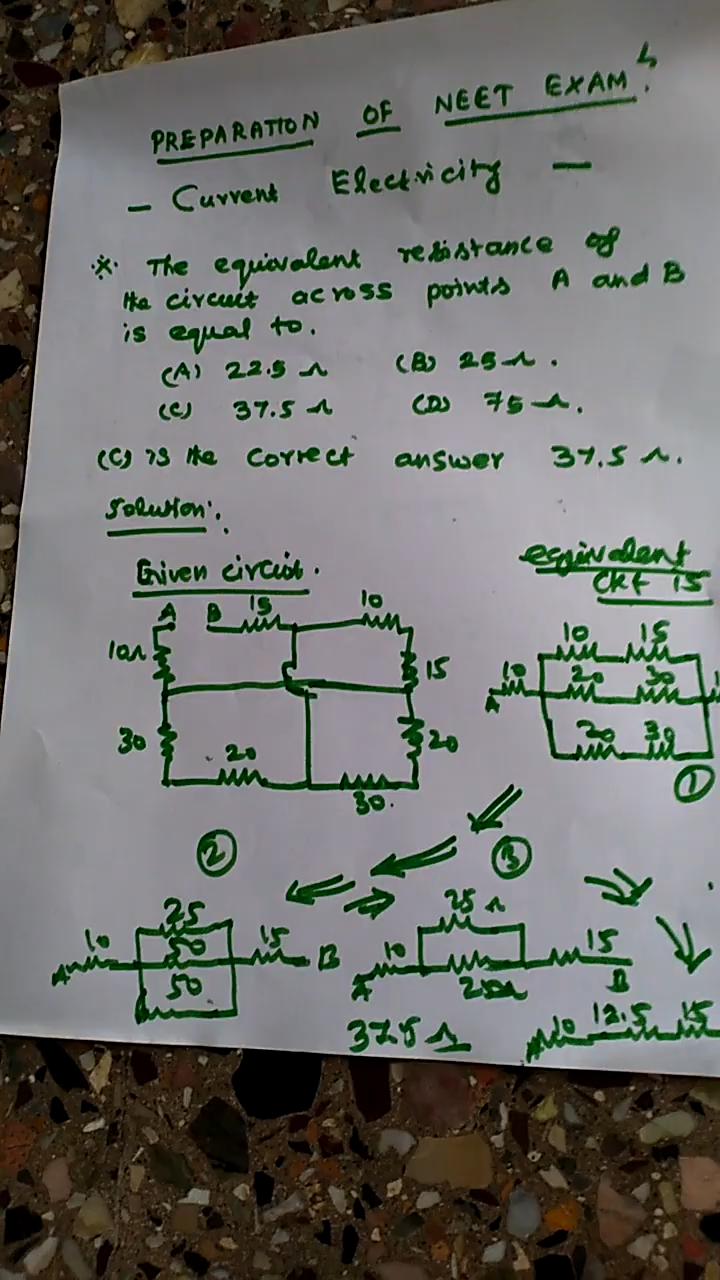 PREPARATION OF NEET EXAM
- Current Electricity -
* The equivalent resistance of
the circuit across points A and B
is equal to.
(A) 22.5 Ω (B) 25 Ω.
(C) 37.5 Ω (D) 75 Ω.
(C) is the correct answer 37.5 Ω.
Solution:
Given circuit.
equivalent
ckt is
A B 15 10
10Ω 15
30 20 20
30.
10 15
10 20 30
A
20 30
1
2 3
10 25 50 50 15 B
A
10 25 Ω 15
A 25Ω B
37.5 Ω
A 10 12.5 15